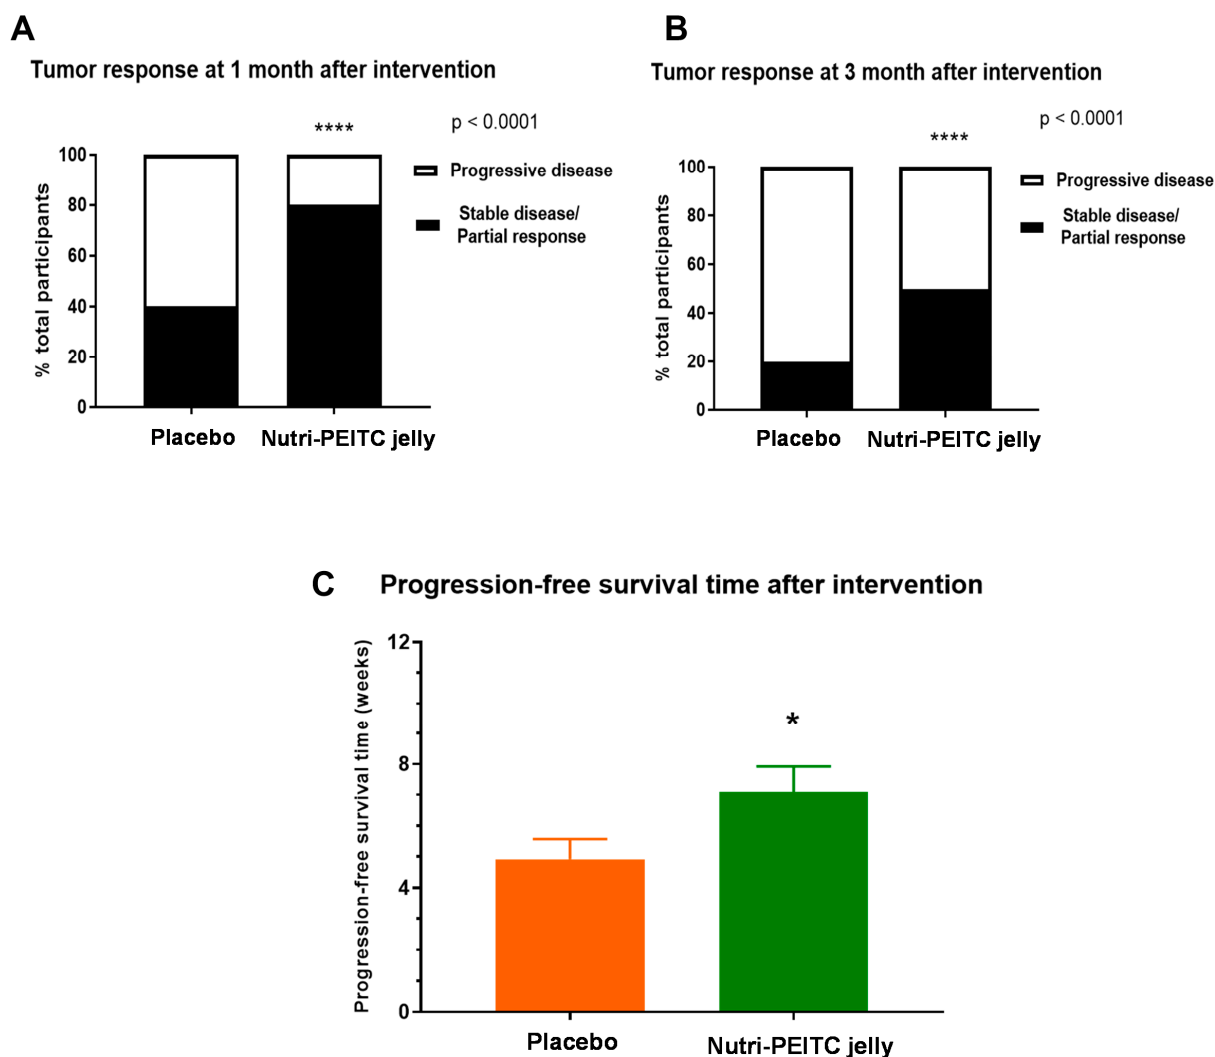 A
Tumor response at 1 month after intervention
p < 0.0001
****
100
80
60
40
20
0
% total participants
Progressive disease
Stable disease/
Partial response
Placebo
Nutri-PEITC jelly
B
Tumor response at 3 month after intervention
p < 0.0001
****
100
80
60
40
20
0
% total participants
Progressive disease
Stable disease/
Partial response
Placebo
Nutri-PEITC jelly
C
Progression-free survival time after intervention
12
8
4
0
Progression-free survival time (weeks)
*
Placebo
Nutri-PEITC jelly